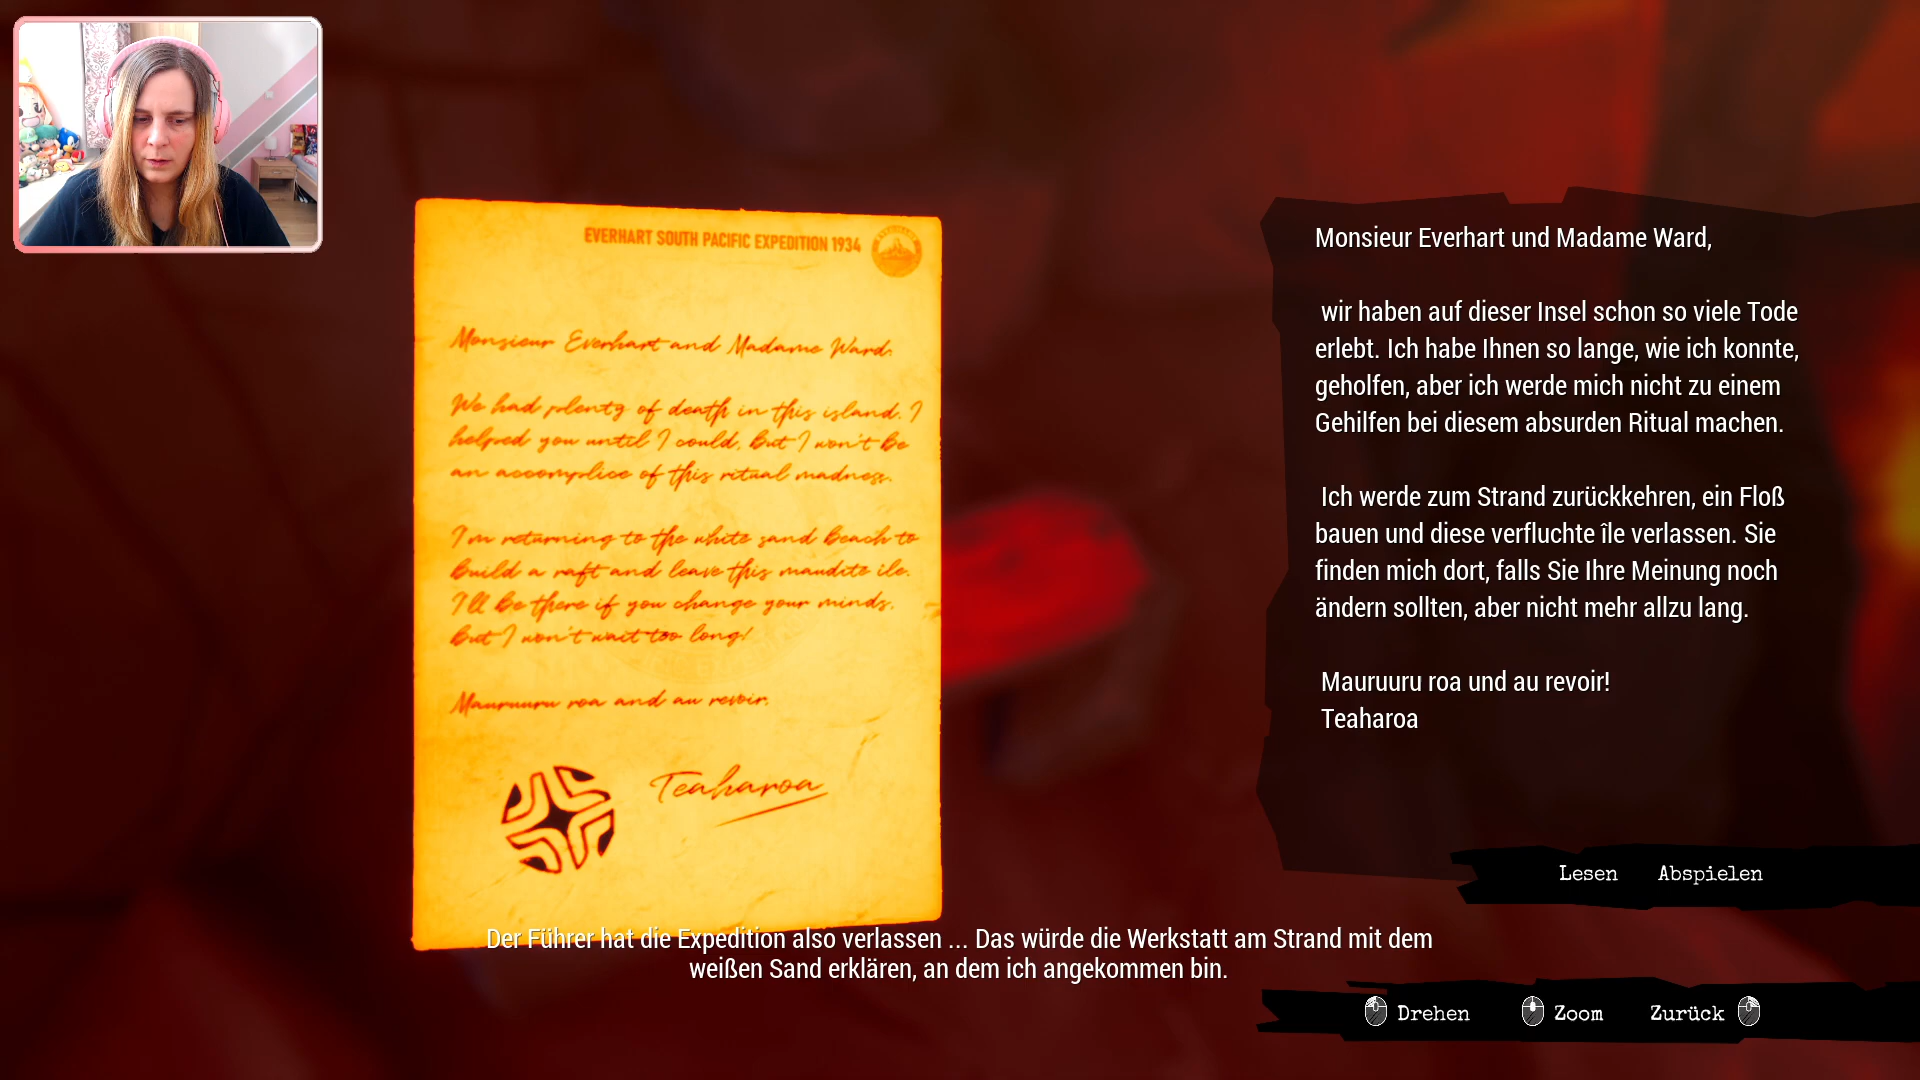 EVERHART SOUTH PACIFIC EXPEDITION 1934
Monsieur Everhart and Madame Ward,
We had plenty of death in this island. I
helped you until I could, but I won't be
an accomplice of this ritual madness.
I'm returning to the white sand beach to
build a raft and leave this maudite ile.
I'll be there if you change your minds,
but I won't wait too long!
Mauruuru roa and au revoir,
Teaharoa
Monsieur Everhart und Madame Ward,
wir haben auf dieser Insel schon so viele Tode
erlebt. Ich habe Ihnen so lange, wie ich konnte,
geholfen, aber ich werde mich nicht zu einem
Gehilfen bei diesem absurden Ritual machen.
Ich werde zum Strand zurückkehren, ein Floß
bauen und diese verfluchte île verlassen. Sie
finden mich dort, falls Sie Ihre Meinung noch
ändern sollten, aber nicht mehr allzu lang.
Mauruuru roa und au revoir!
Teaharoa
Lesen Abspielen
Der Führer hat die Expedition also verlassen ... Das würde die Werkstatt am Strand mit dem
weißen Sand erklären, an dem ich angekommen bin.
Drehen Zoom Zurück